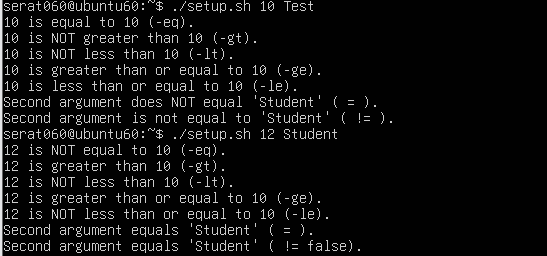 serat060@ubuntu60:~$ ./setup.sh 10 Test
10 is equal to 10 (-eq).
10 is NOT greater than 10 (-gt).
10 is NOT less than 10 (-lt).
10 is greater than or equal to 10 (-ge).
10 is less than or equal to 10 (-le).
Second argument does NOT equal 'Student' ( = ).
Second argument is not equal to 'Student' ( != ).
serat060@ubuntu60:~$ ./setup.sh 12 Student
12 is NOT equal to 10 (-eq).
12 is greater than 10 (-gt).
12 is NOT less than 10 (-lt).
12 is greater than or equal to 10 (-ge).
12 is NOT less than or equal to 10 (-le).
Second argument equals 'Student' ( = ).
Second argument equals 'Student' ( != false).